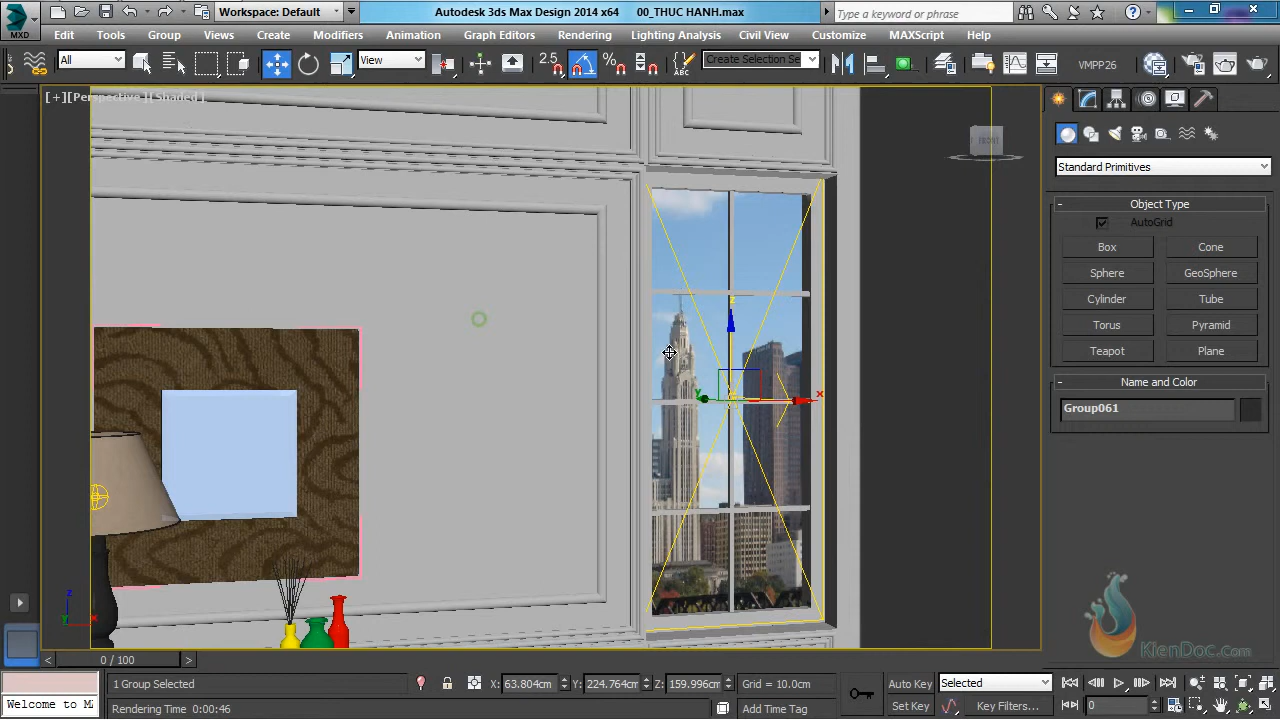 Workspace: Default
Autodesk 3ds Max Design 2014 x64 00_THUC HANH.max
Type a keyword or phrase
MXD
Edit Tools Group Views Create Modifiers Animation Graph Editors Rendering Lighting Analysis Civil View Customize MAXScript Help
All
View
2.5
Create Selection Se
VMPP26
[+][Perspective][Shaded]
FRONT
Standard Primitives
Object Type
AutoGrid
Box Cone
Sphere GeoSphere
Cylinder Tube
Torus Pyramid
Teapot Plane
Name and Color
Group061
z
y
x
z
y
x
KienDoc.com
0 / 100
1 Group Selected
X: 63.804cm Y: 224.764cm Z: 159.996cm Grid = 10.0cm
Auto Key Selected
Welcome to M
Rendering Time 0:00:46
Add Time Tag
Set Key Key Filters...
0